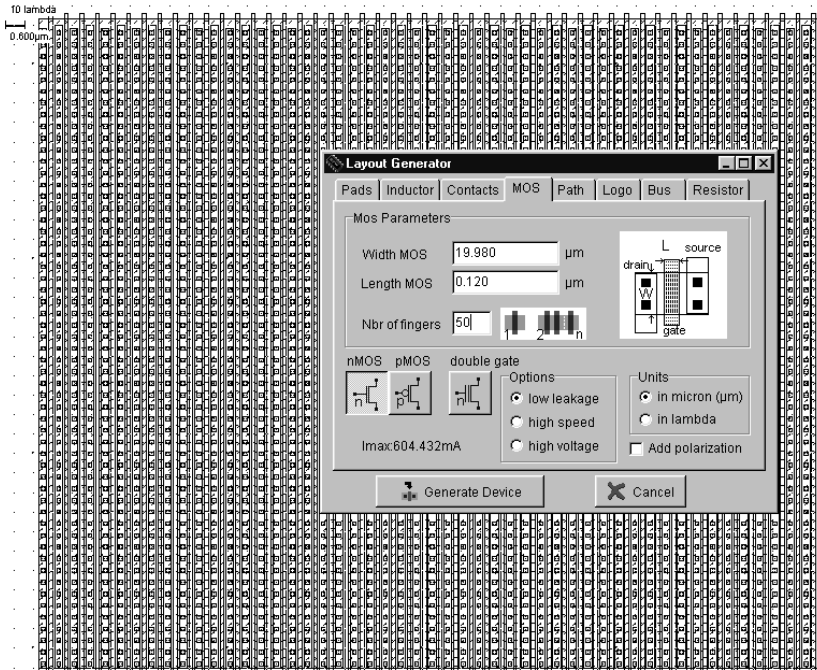 10 lambda
0.600µm
Layout Generator
Pads Inductor Contacts MOS Path Logo Bus Resistor
Mos Parameters
Width MOS 19.980 µm
Length MOS 0.120 µm
Nbr of fingers 50
1 2 n
L source
drain
W
gate
nMOS pMOS double gate
n p n
Imax:604.432mA
Options
low leakage
high speed
high voltage
Units
in micron (µm)
in lambda
Add polarization
Generate Device Cancel